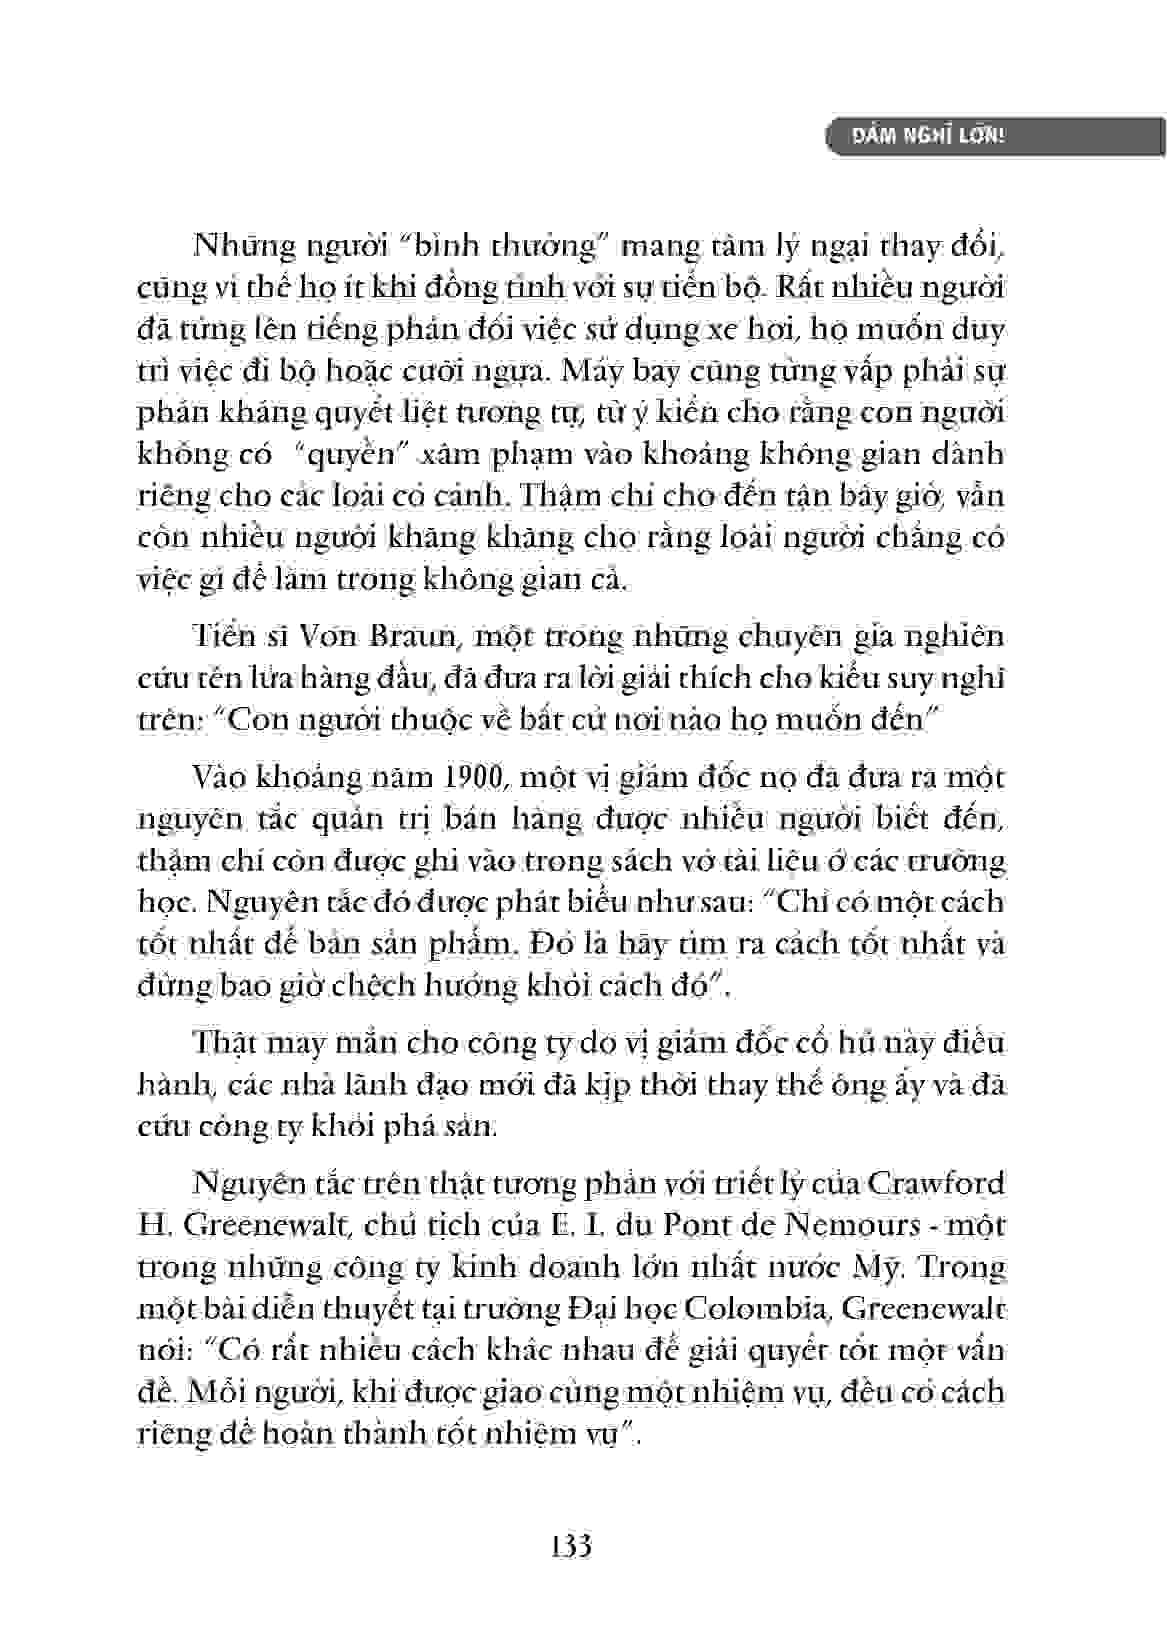 DÁM NGHĨ LỚN!
Những người “bình thường” mang tâm lý ngại thay đổi,
cũng vì thế họ ít khi đồng tình với sự tiến bộ. Rất nhiều người
đã từng lên tiếng phản đối việc sử dụng xe hơi, họ muốn duy
trì việc đi bộ hoặc cưỡi ngựa. Máy bay cũng từng vấp phải sự
phản kháng quyết liệt tương tự, từ ý kiến cho rằng con người
không có “quyền” xâm phạm vào khoảng không gian dành
riêng cho các loài có cánh. Thậm chí cho đến tận bây giờ, vẫn
còn nhiều người khăng khăng cho rằng loài người chẳng có
việc gì để làm trong không gian cả.
Tiến sĩ Von Braun, một trong những chuyên gia nghiên
cứu tên lửa hàng đầu, đã đưa ra lời giải thích cho kiểu suy nghĩ
trên: “Con người thuộc về bất cứ nơi nào họ muốn đến”
Vào khoảng năm 1900, một vị giám đốc nọ đã đưa ra một
nguyên tắc quản trị bán hàng được nhiều người biết đến,
thậm chí còn được ghi vào trong sách vở tài liệu ở các trường
học. Nguyên tắc đó được phát biểu như sau: “Chỉ có một cách
tốt nhất để bán sản phẩm. Đó là hãy tìm ra cách tốt nhất và
đừng bao giờ chệch hướng khỏi cách đó”.
Thật may mắn cho công ty do vị giám đốc cổ hủ này điều
hành, các nhà lãnh đạo mới đã kịp thời thay thế ông ấy và đã
cứu công ty khỏi phá sản.
Nguyên tắc trên thật tương phản với triết lý của Crawford
H. Greenewalt, chủ tịch của E. I. du Pont de Nemours - một
trong những công ty kinh doanh lớn nhất nước Mỹ. Trong
một bài diễn thuyết tại trường Đại học Colombia, Greenewalt
nói: “Có rất nhiều cách khác nhau để giải quyết tốt một vấn
đề. Mỗi người, khi được giao cùng một nhiệm vụ, đều có cách
riêng để hoàn thành tốt nhiệm vụ”.
133